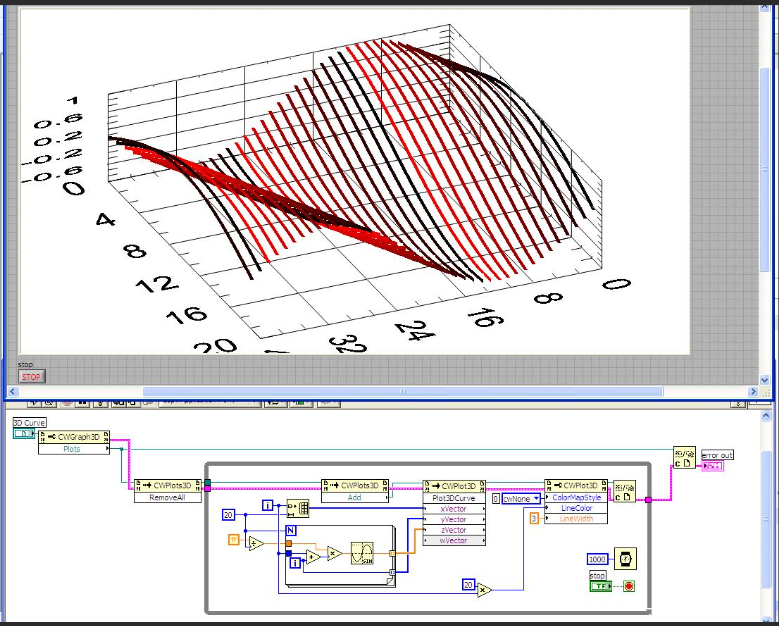 1
0.6
0.2
-0.2
-0.6
0
4
8
12
16
20
32
24
16
8
0
stop
STOP
3D Curve
CWGraph3D
Plots
error out
CWPlots3D
RemoveAll
CWPlots3D
Add
CWPlot3D
Plot3DCurve
xVector
yVector
zVector
wVector
0
cwNone
CWPlot3D
ColorMapStyle
LineColor
LineWidth
3
i
20
N
π
i
SIN
20
1000
stop
TF